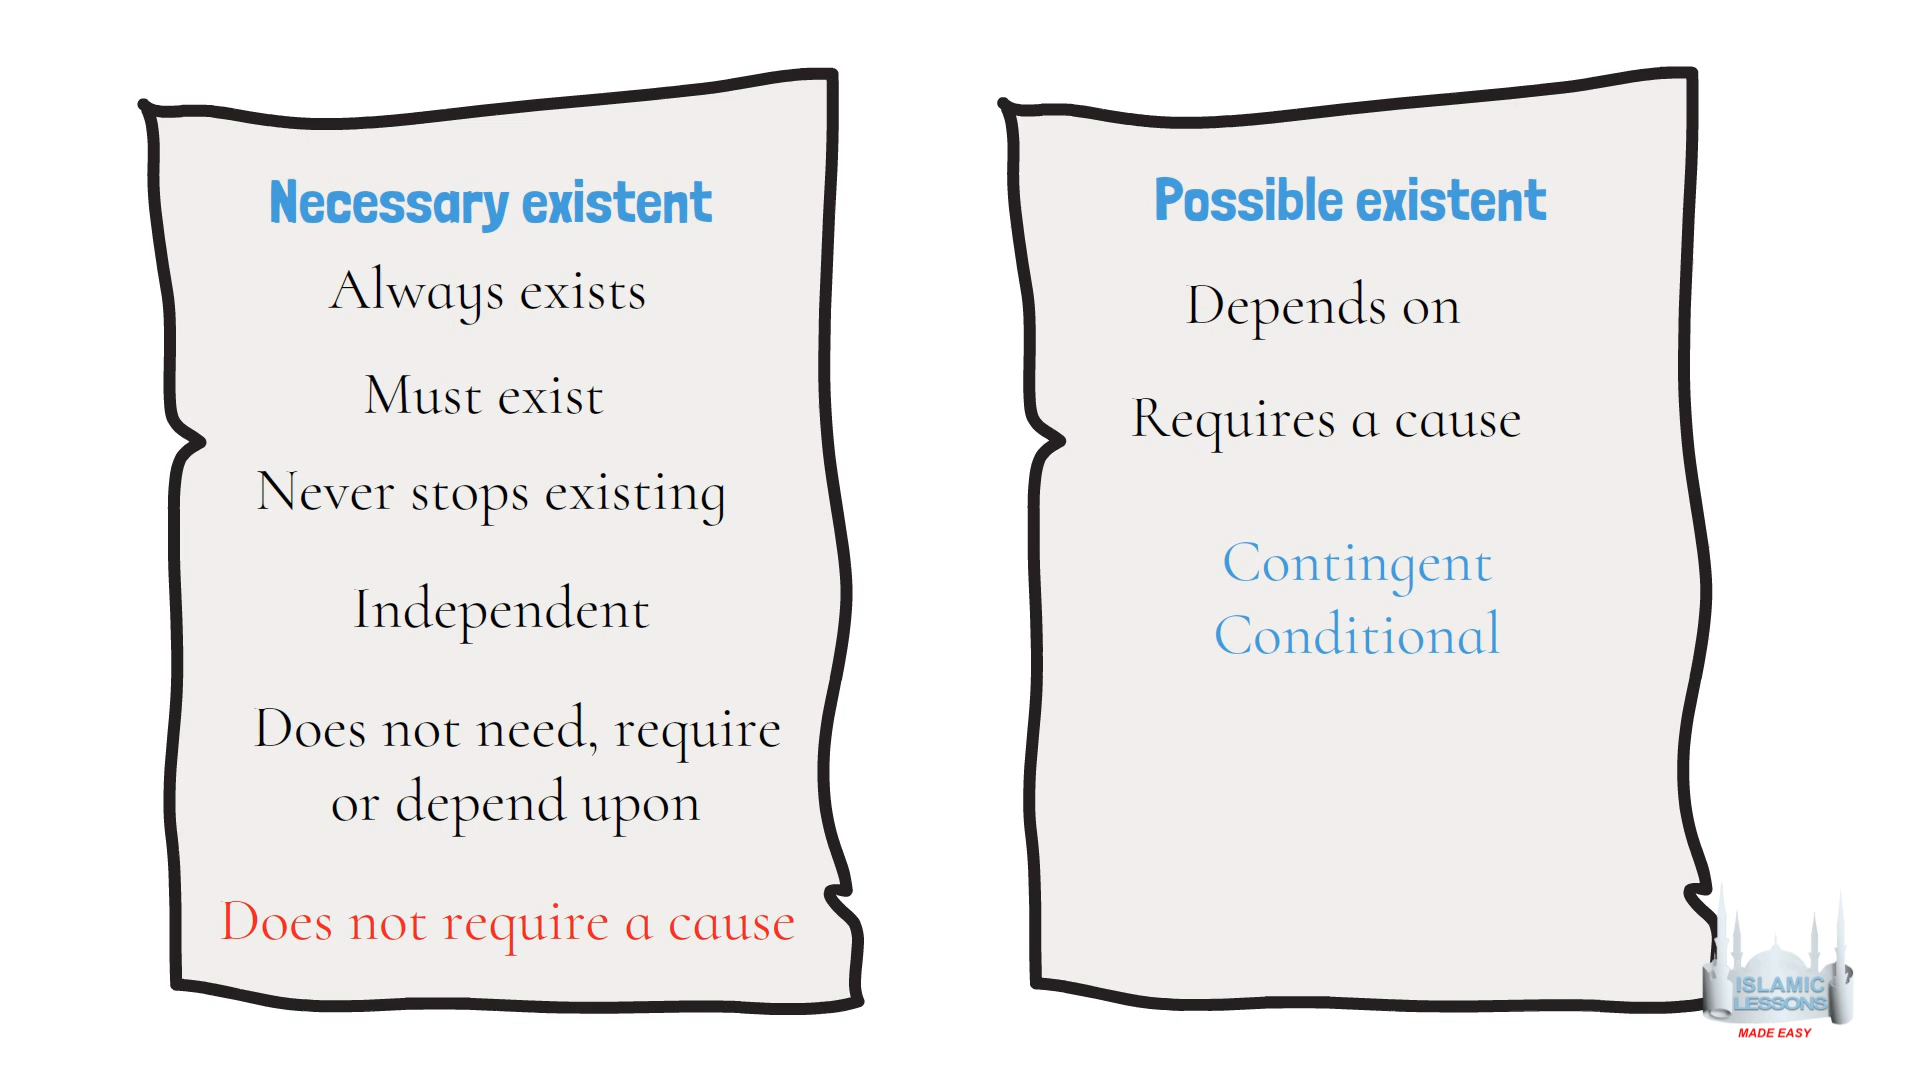 Necessary existent
Always exists
Must exist
Never stops existing
Independent
Does not need, require
or depend upon
Does not require a cause
Possible existent
Depends on
Requires a cause
Contingent
Conditional
ISLAMIC
LESSONS
MADE EASY